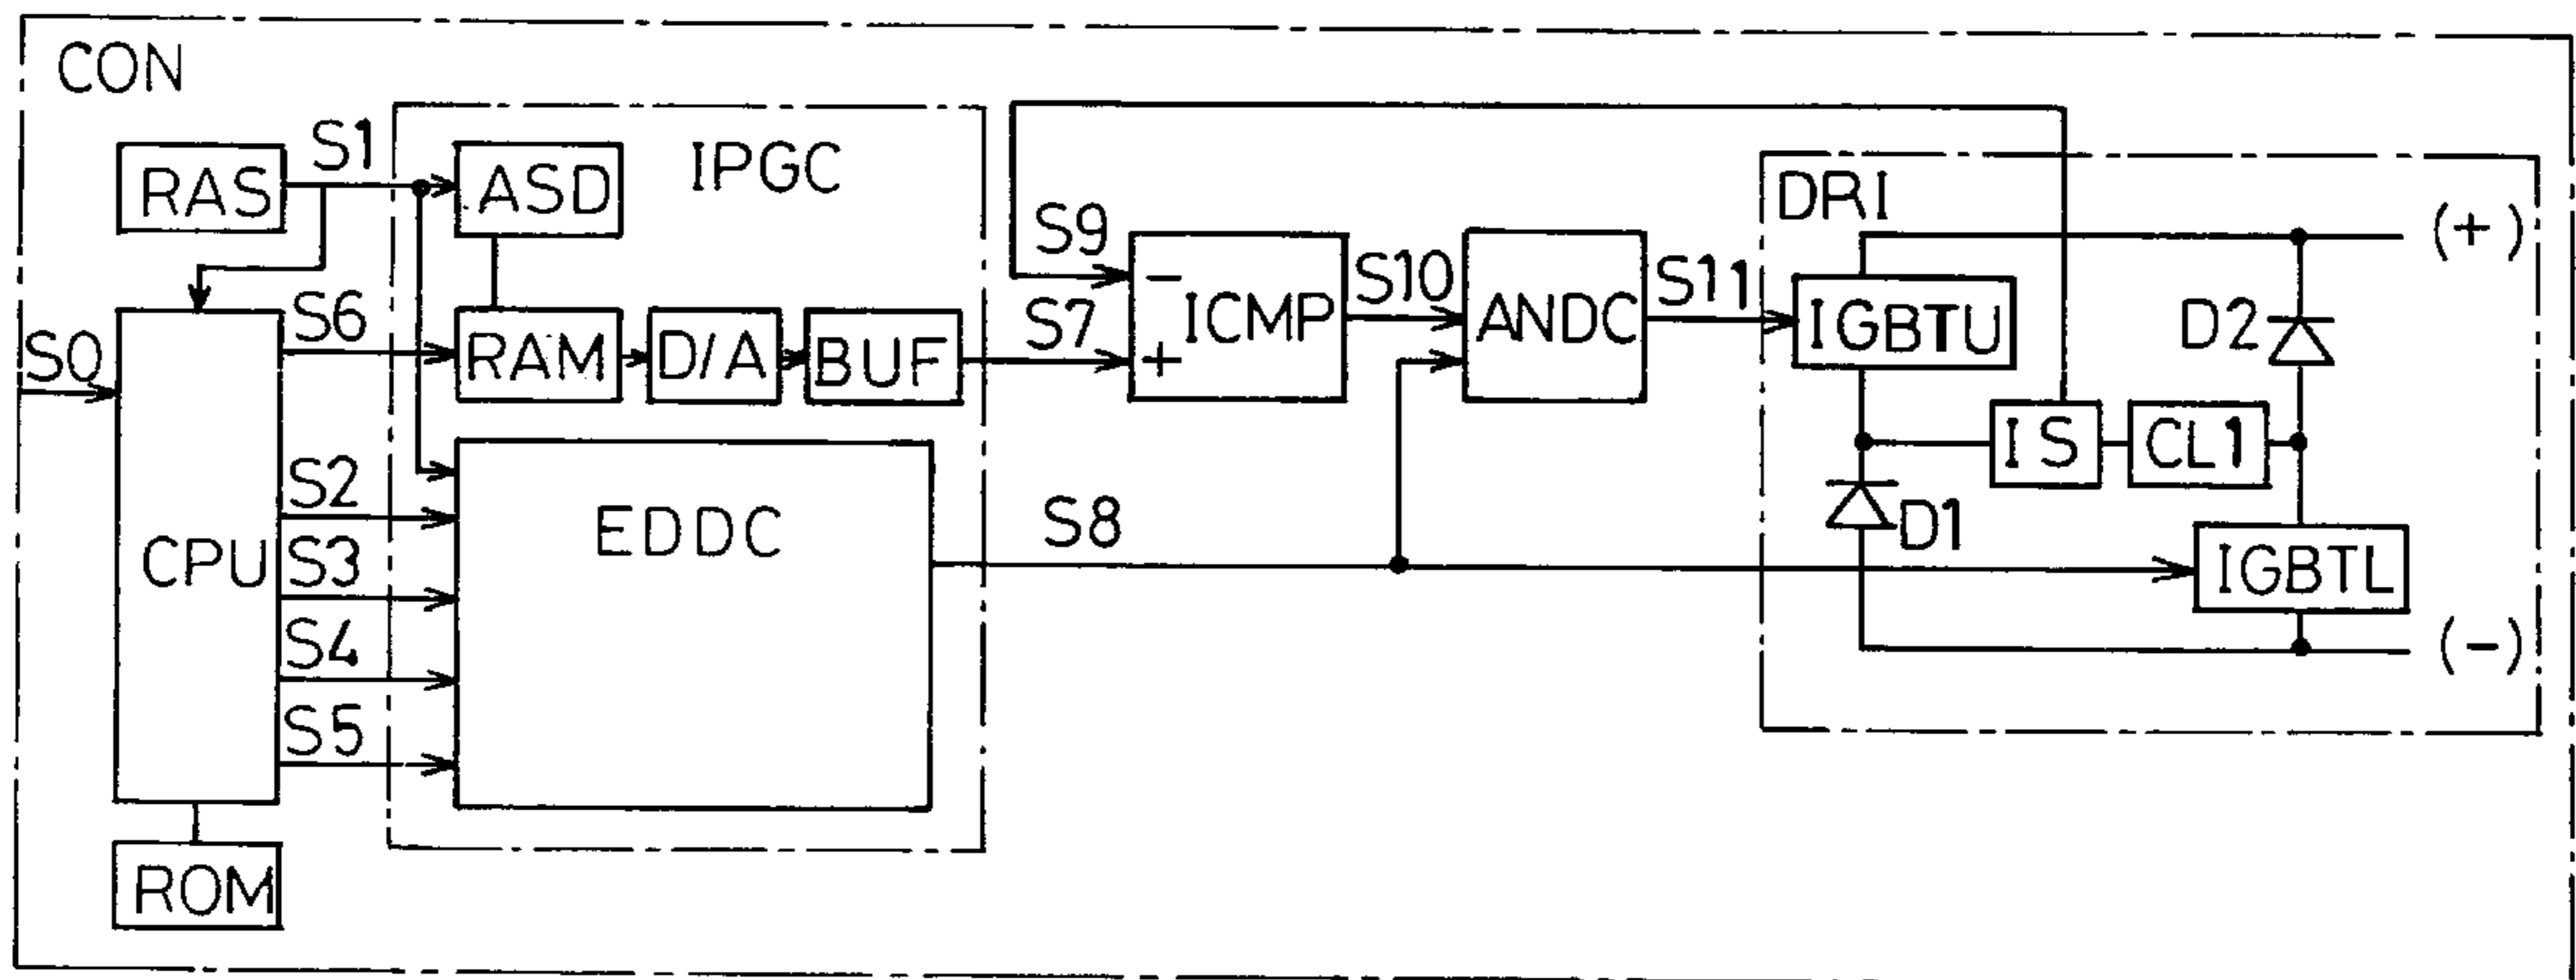 CON
RAS
S1
ASD
IPGC
DRI
(+)
S9
S0
S6
RAM
D/A
BUF
S7
-
+
ICMP
S10
ANDC
S11
IGBTU
D2
IS
CL1
CPU
S2
S3
S4
S5
EDDC
S8
D1
IGBTL
(-)
ROM